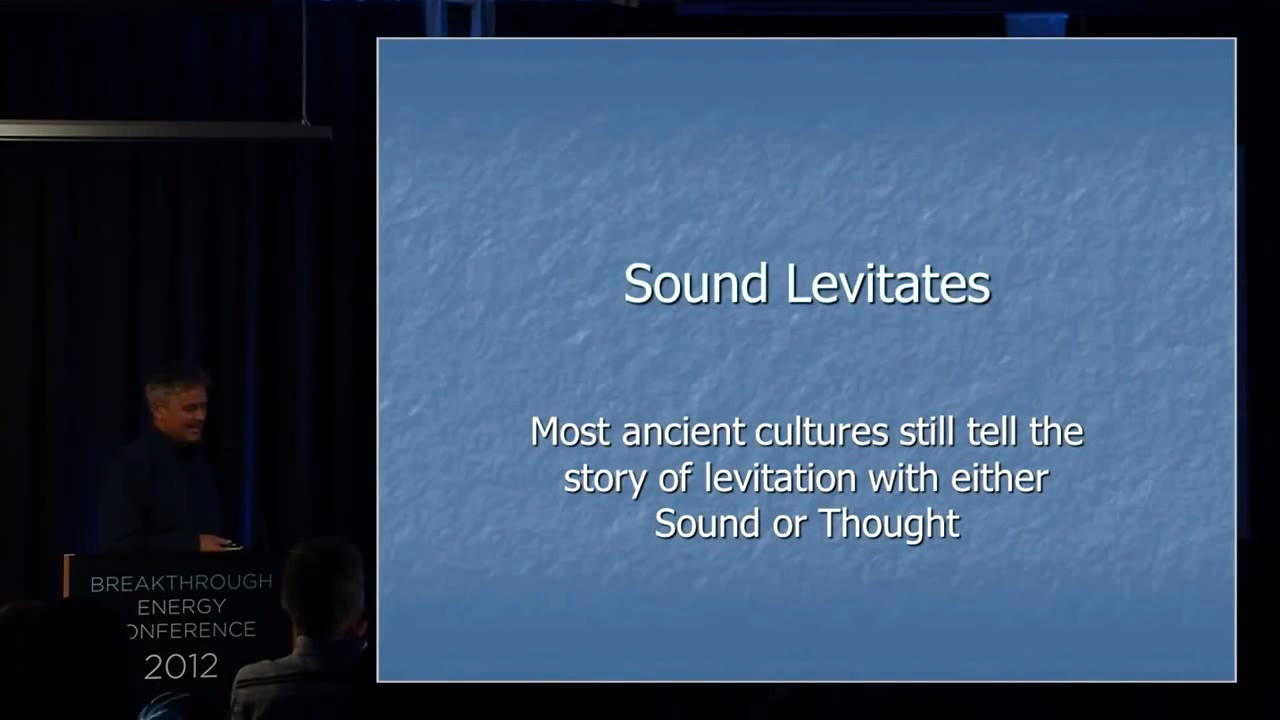 Sound Levitates
Most ancient cultures still tell the
story of levitation with either
Sound or Thought
BREAKTHROUGH
ENERGY
ONFERENCE
2012